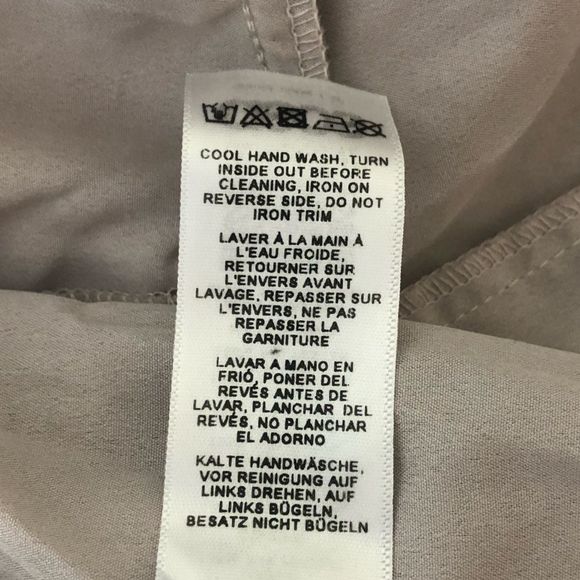 COOL HAND WASH, TURN
INSIDE OUT BEFORE
CLEANING, IRON ON
REVERSE SIDE, DO NOT
IRON TRIM
LAVER À LA MAIN À
L'EAU FROIDE,
RETOURNER SUR
L'ENVERS AVANT
LAVAGE, REPASSER SUR
L'ENVERS, NE PAS
REPASSER LA
GARNITURE
LAVAR A MANO EN
FRIÓ, PONER DEL
REVÉS ANTES DE
LAVAR, PLANCHAR DEL
REVÉS, NO PLANCHAR
EL ADORNO
KALTE HANDWÄSCHE,
VOR REINIGUNG AUF
LINKS DREHEN, AUF
LINKS BÜGELN,
BESATZ NICHT BÜGELN